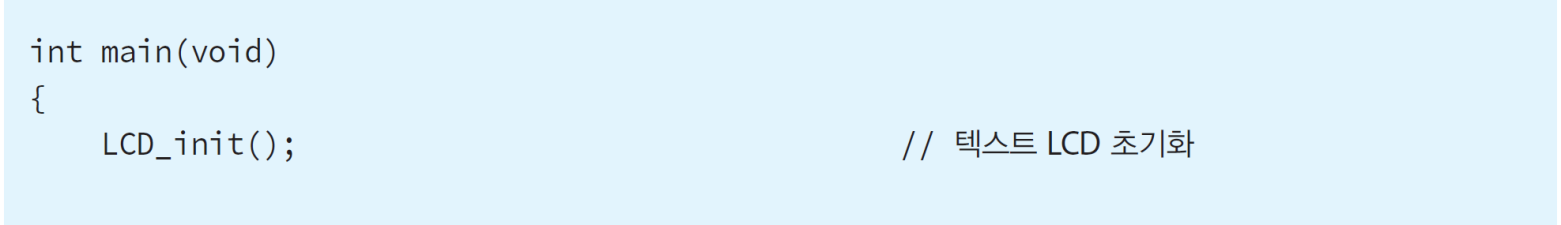 int main(void)
{
LCD_init(); // 텍스트 LCD 초기화